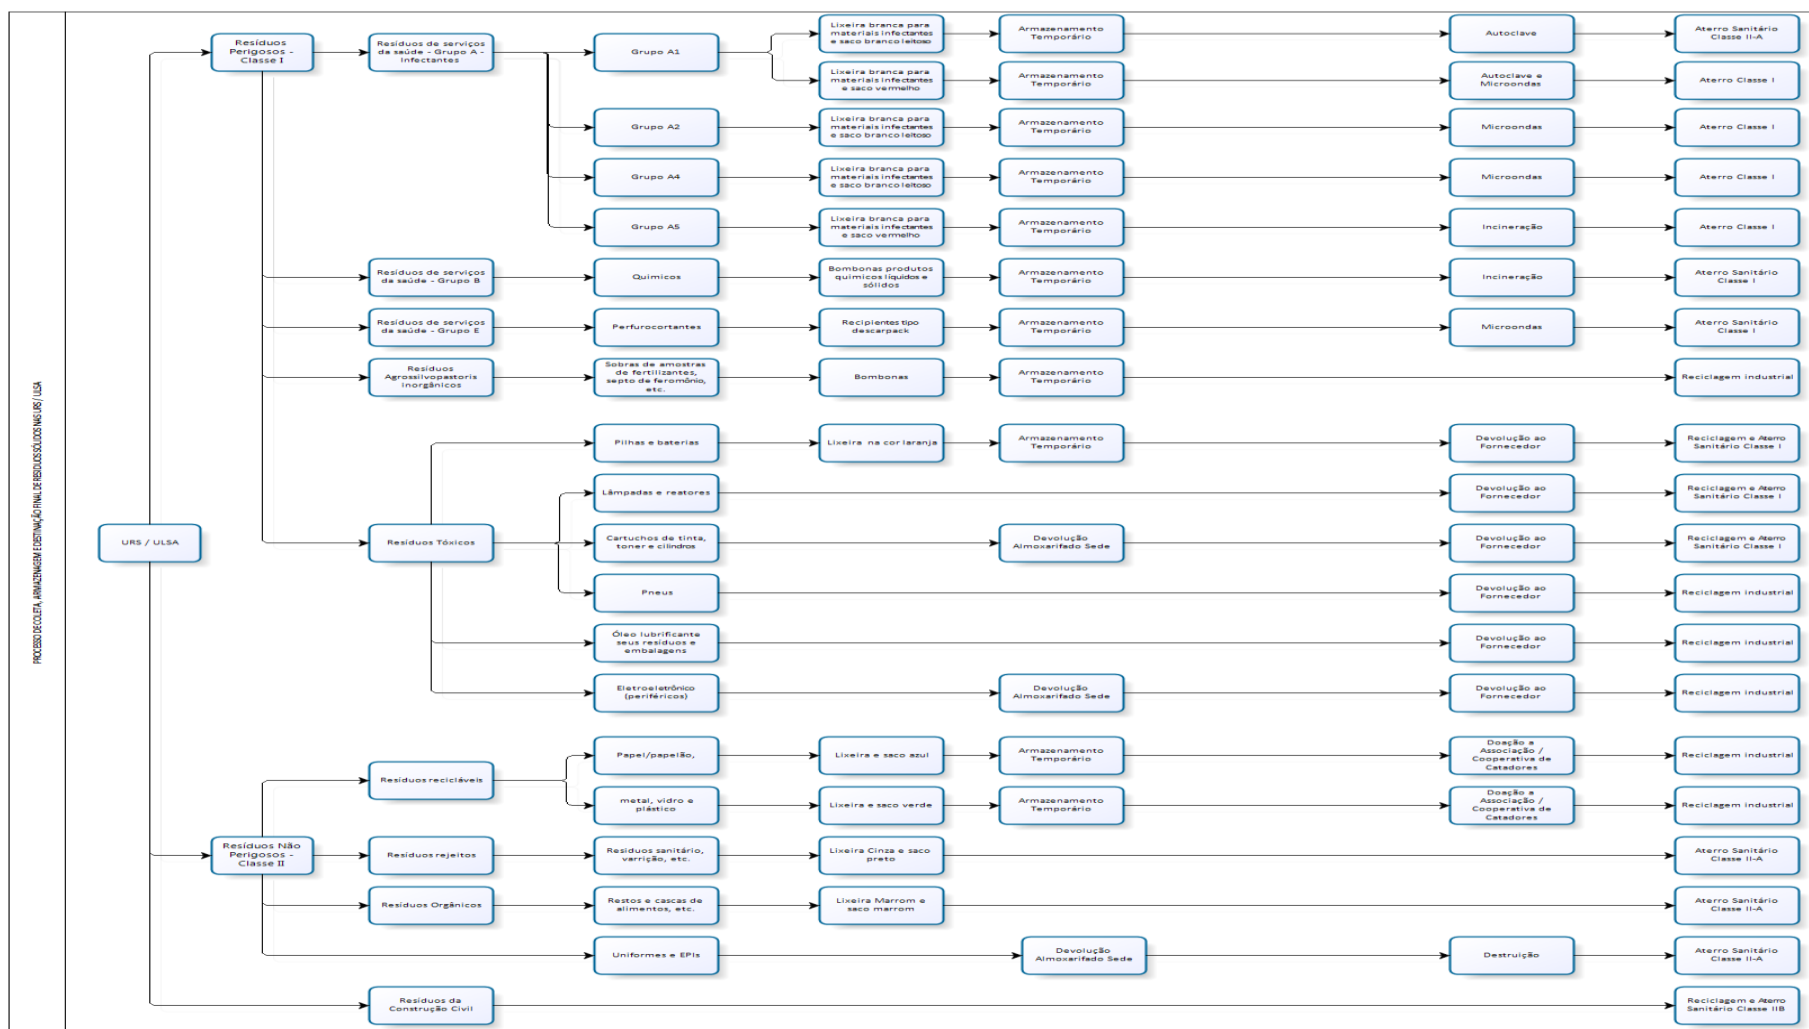 PROCESSO DE COLETA, ARMAZENAGEM E DESTINAÇÃO FINAL DE RESÍDUOS SÓLIDOS NAS URS / ULSA
URS / ULSA
Resíduos
Perigosos -
Classe I
Resíduos de serviços
da saúde - Grupo A -
Infectantes
Grupo A1
Lixeira branca para
materiais infectantes
e saco branco leitoso
Armazenamento
Temporário
Autoclave
Aterro Sanitário
Classe II-A
Lixeira branca para
materiais infectantes
e saco vermelho
Armazenamento
Temporário
Autoclave e
Microondas
Aterro Classe I
Grupo A2
Lixeira branca para
materiais infectantes
e saco branco leitoso
Armazenamento
Temporário
Microondas
Aterro Classe I
Grupo A4
Lixeira branca para
materiais infectantes
e saco branco leitoso
Armazenamento
Temporário
Microondas
Aterro Classe I
Grupo A5
Lixeira branca para
materiais infectantes
e saco vermelho
Armazenamento
Temporário
Incineração
Aterro Classe I
Resíduos de serviços
da saúde - Grupo B
Químicos
Bombonas produtos
químicos líquidos e
sólidos
Armazenamento
Temporário
Incineração
Aterro Sanitário
Classe I
Resíduos de serviços
da saúde - Grupo E
Perfurocortantes
Recipientes tipo
descarpack
Armazenamento
Temporário
Microondas
Aterro Sanitário
Classe I
Resíduos
Agrossilvopastoris
inorgânicos
Sobras de amostras
de fertilizantes,
septo de feromônio,
etc.
Bombonas
Armazenamento
Temporário
Reciclagem industrial
Resíduos Tóxicos
Pilhas e baterias
Lixeira na cor laranja
Armazenamento
Temporário
Devolução ao
Fornecedor
Reciclagem e Aterro
Sanitário Classe I
Lâmpadas e reatores
Devolução ao
Fornecedor
Reciclagem e Aterro
Sanitário Classe I
Cartuchos de tinta,
toner e cilindros
Devolução
Almoxarifado Sede
Devolução ao
Fornecedor
Reciclagem e Aterro
Sanitário Classe I
Pneus
Devolução ao
Fornecedor
Reciclagem industrial
Óleo lubrificante
seus resíduos e
embalagens
Devolução ao
Fornecedor
Reciclagem industrial
Eletroeletrônico
(periféricos)
Devolução
Almoxarifado Sede
Devolução ao
Fornecedor
Reciclagem industrial
Resíduos Não
Perigosos -
Classe II
Resíduos recicláveis
Papel/papelão,
Lixeira e saco azul
Armazenamento
Temporário
Doação a
Associação /
Cooperativa de
Catadores
Reciclagem industrial
metal, vidro e
plástico
Lixeira e saco verde
Armazenamento
Temporário
Doação a
Associação /
Cooperativa de
Catadores
Reciclagem industrial
Resíduos rejeitos
Residuos sanitário,
varrição, etc.
Lixeira Cinza e saco
preto
Aterro Sanitário
Classe II-A
Resíduos Orgânicos
Restos e cascas de
alimentos, etc.
Lixeira Marrom e
saco marrom
Aterro Sanitário
Classe II-A
Uniformes e EPIs
Devolução
Almoxarifado Sede
Destruição
Aterro Sanitário
Classe II-A
Resíduos da
Construção Civil
Reciclagem e Aterro
Sanitário Classe IIB